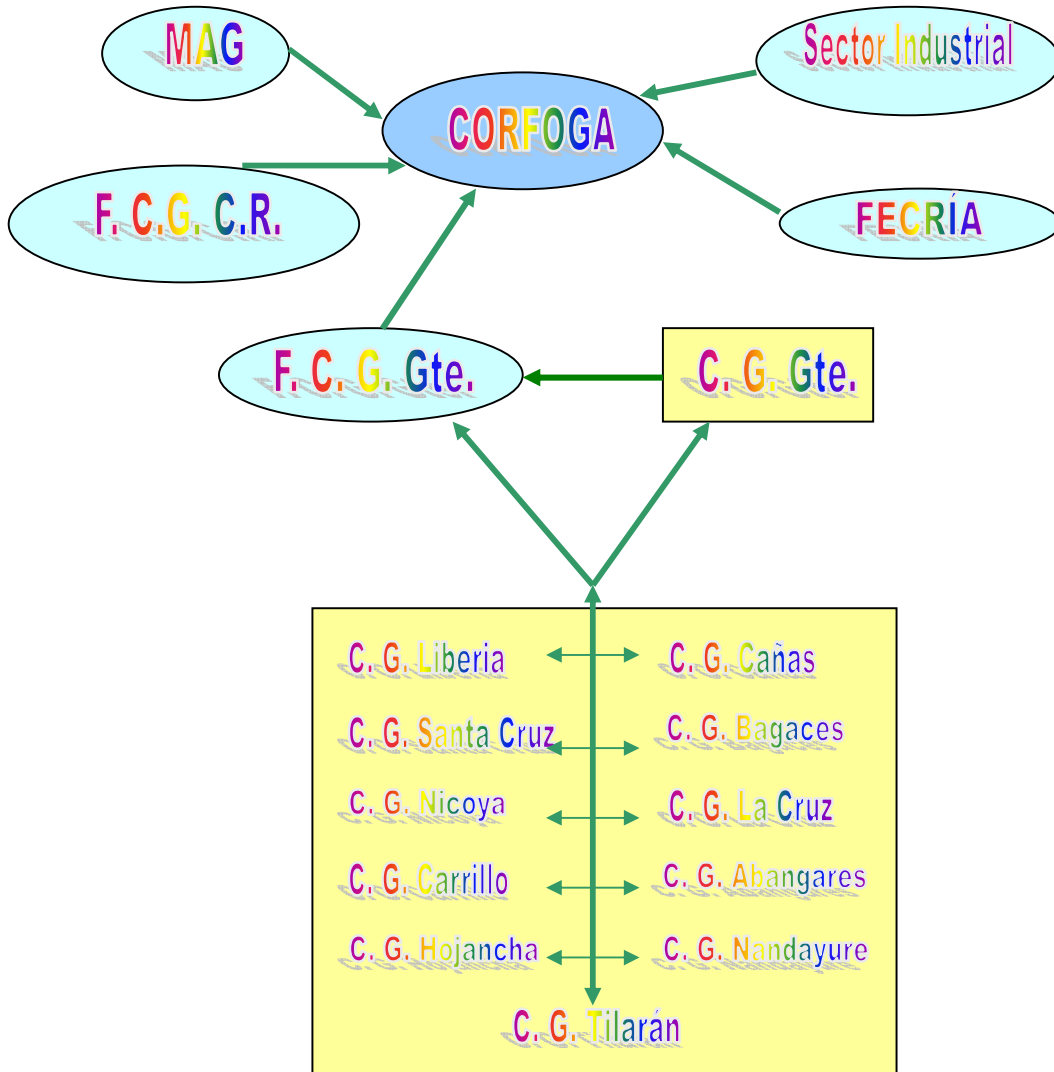 MAG
Sector Industrial
CORFOGA
F. C.G. C.R.
FECRÍA
F. C. G. Gte.
C. G. Gte.
C. G. Liberia
C. G. Cañas
C. G. Santa Cruz
C. G. Bagaces
C. G. Nicoya
C. G. La Cruz
C. G. Carrillo
C. G. Abangares
C. G. Hojancha
C. G. Nandayure
C. G. Tilarán